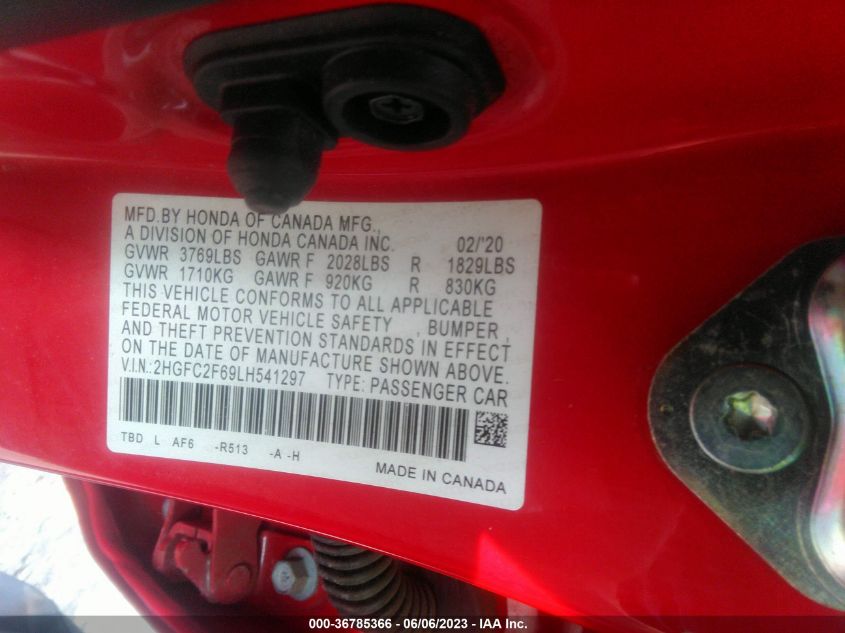 MFD.BY HONDA OF CANADA MFG.,
A DIVISION OF HONDA CANADA INC. 02/'20
GVWR 3769LBS GAWR F 2028LBS R 1829LBS
GVWR 1710KG GAWR F 920KG R 830KG
THIS VEHICLE CONFORMS TO ALL APPLICABLE
FEDERAL MOTOR VEHICLE SAFETY , BUMPER ,
AND THEFT PREVENTION STANDARDS IN EFFECT
ON THE DATE OF MANUFACTURE SHOWN ABOVE.
V.I.N.:2HGFC2F69LH541297 TYPE: PASSENGER CAR
TBD L AF6 -R513 -A -H
MADE IN CANADA
000-36785366 - 06/06/2023 - IAA Inc.